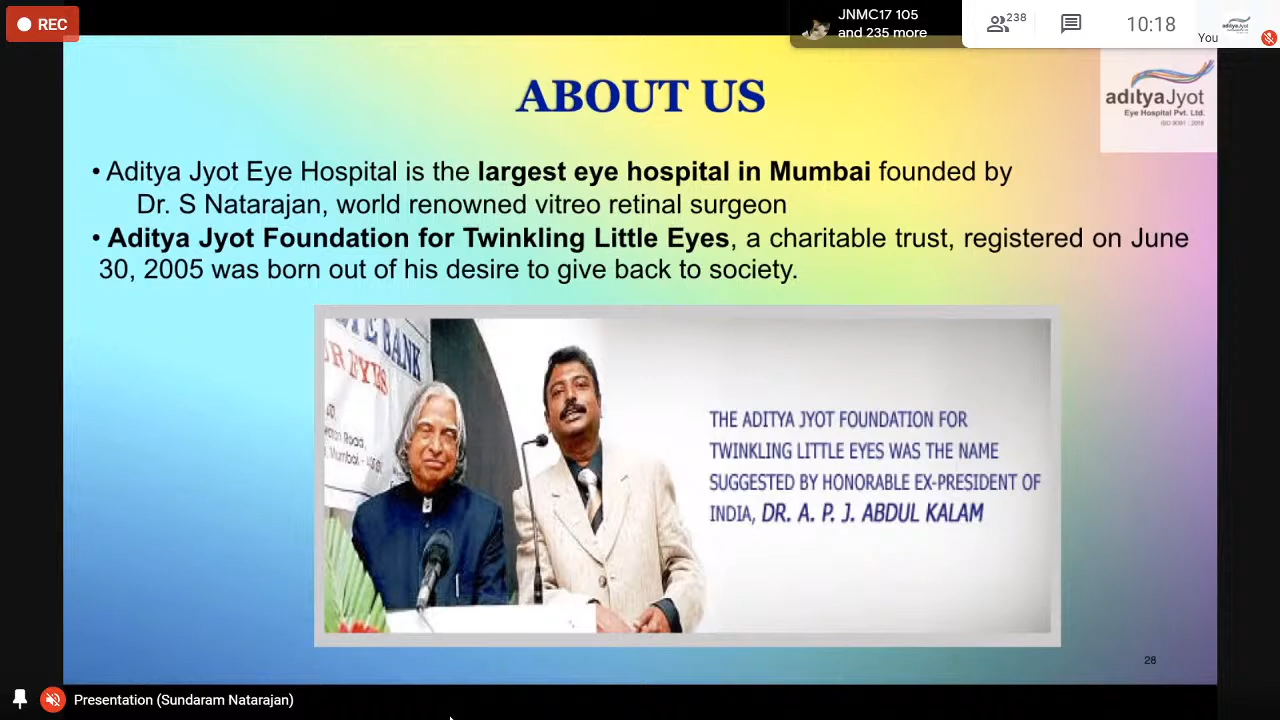 REC
JNMC17 105
and 235 more
238
10:18
You
ABOUT US
adityaJyot
Eye Hospital Pvt. Ltd.
ISO 9001 : 2015
• Aditya Jyot Eye Hospital is the largest eye hospital in Mumbai founded by
Dr. S Natarajan, world renowned vitreo retinal surgeon
• Aditya Jyot Foundation for Twinkling Little Eyes, a charitable trust, registered on June
30, 2005 was born out of his desire to give back to society.
BANK
EYES
Road,
Mumbai -
THE ADITYA JYOT FOUNDATION FOR
TWINKLING LITTLE EYES WAS THE NAME
SUGGESTED BY HONORABLE EX-PRESIDENT OF
INDIA, DR. A. P. J. ABDUL KALAM
28
Presentation (Sundaram Natarajan)